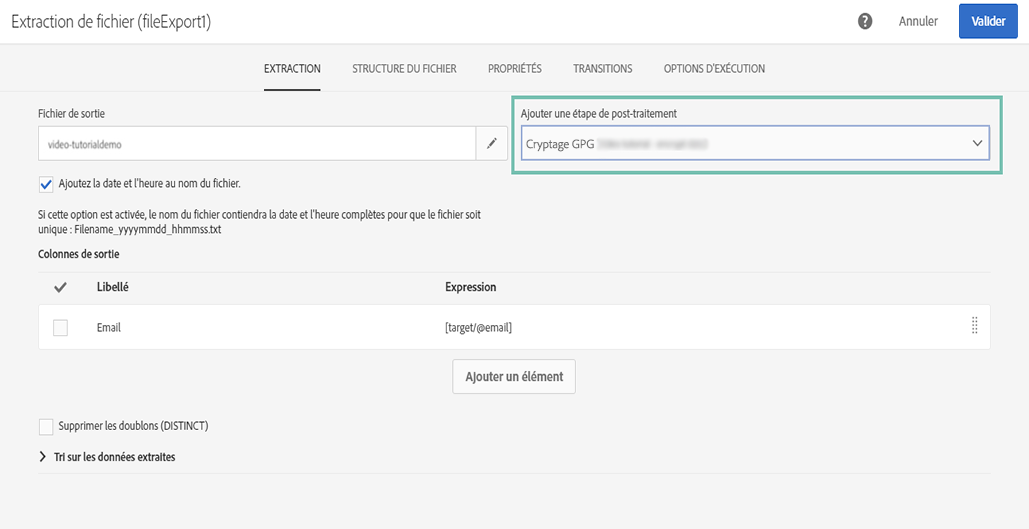 Extraction de fichier (fileExport1)
Annuler
Valider
EXTRACTION
STRUCTURE DU FICHIER
PROPRIÉTÉS
TRANSITIONS
OPTIONS D'EXÉCUTION
Fichier de sortie
video-tutorialdemo
Ajouter une étape de post-traitement
Cryptage GPG
Ajoutez la date et l'heure au nom du fichier.
Si cette option est activée, le nom du fichier contiendra la date et l'heure complètes pour que le fichier soit
unique : Filename_yyyymmdd_hhmmss.txt
Colonnes de sortie
Libellé
Expression
Email
[target/@email]
Ajouter un élément
Supprimer les doublons (DISTINCT)
Tri sur les données extraites